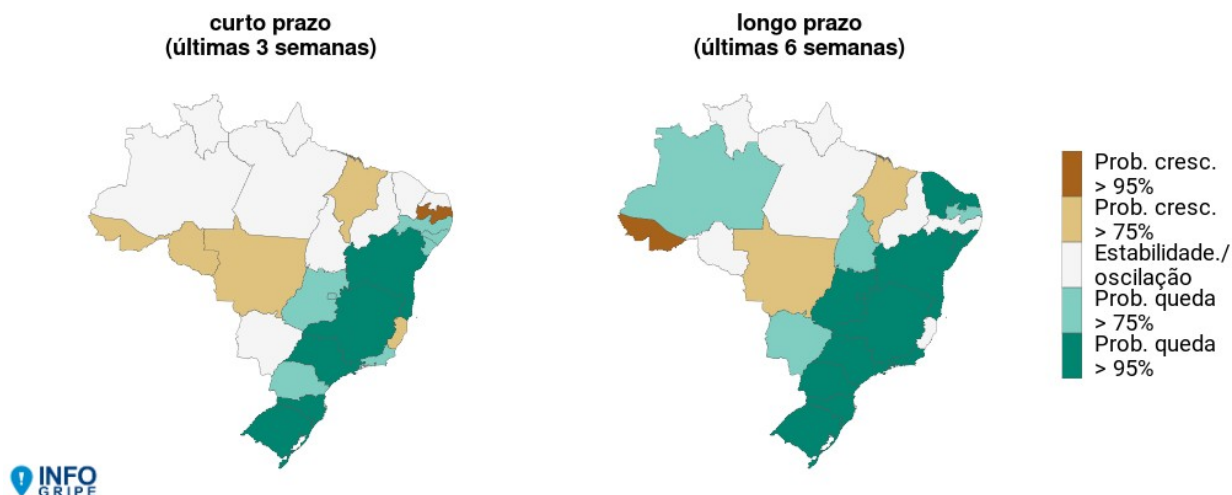 curto prazo
(últimas 3 semanas)
longo prazo
(últimas 6 semanas)
Prob. cresc.
> 95%
Prob. cresc.
> 75%
Estabilidade./
oscilação
Prob. queda
> 75%
Prob. queda
> 95%
INFO
GRIPE